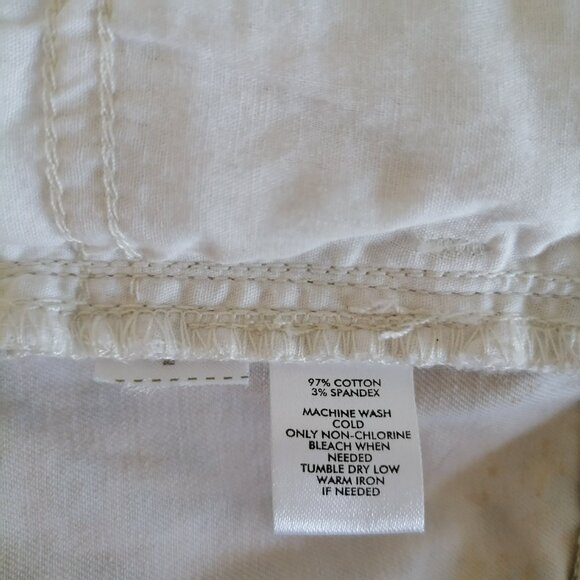 97% COTTON
3% SPANDEX
MACHINE WASH
COLD
ONLY NON-CHLORINE
BLEACH WHEN
NEEDED
TUMBLE DRY LOW
WARM IRON
IF NEEDED